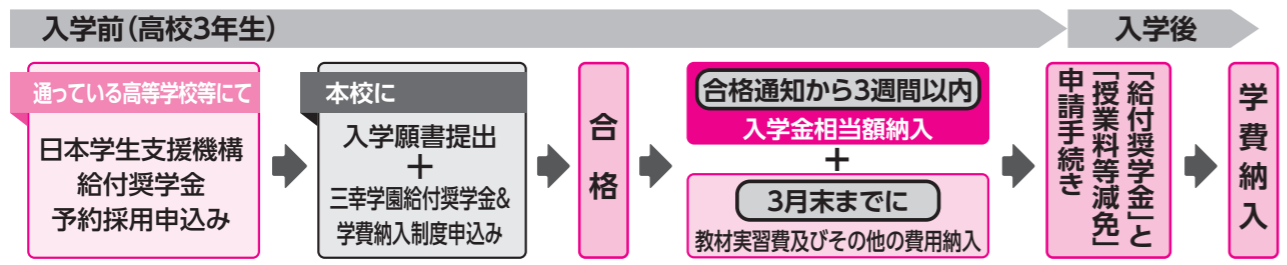 入学前(高校3年生)
入学後
通っている高等学校等にて
日本学生支援機構
給付奨学金
予約採用申込み
本校に
入学願書提出
＋
三幸学園給付奨学金&
学費納入制度申込み
合格
合格通知から3週間以内
入学金相当額納入
＋
3月末までに
教材実習費及びその他の費用納入
「給付奨学金」と
「授業料等減免」
申請手続き
学費納入